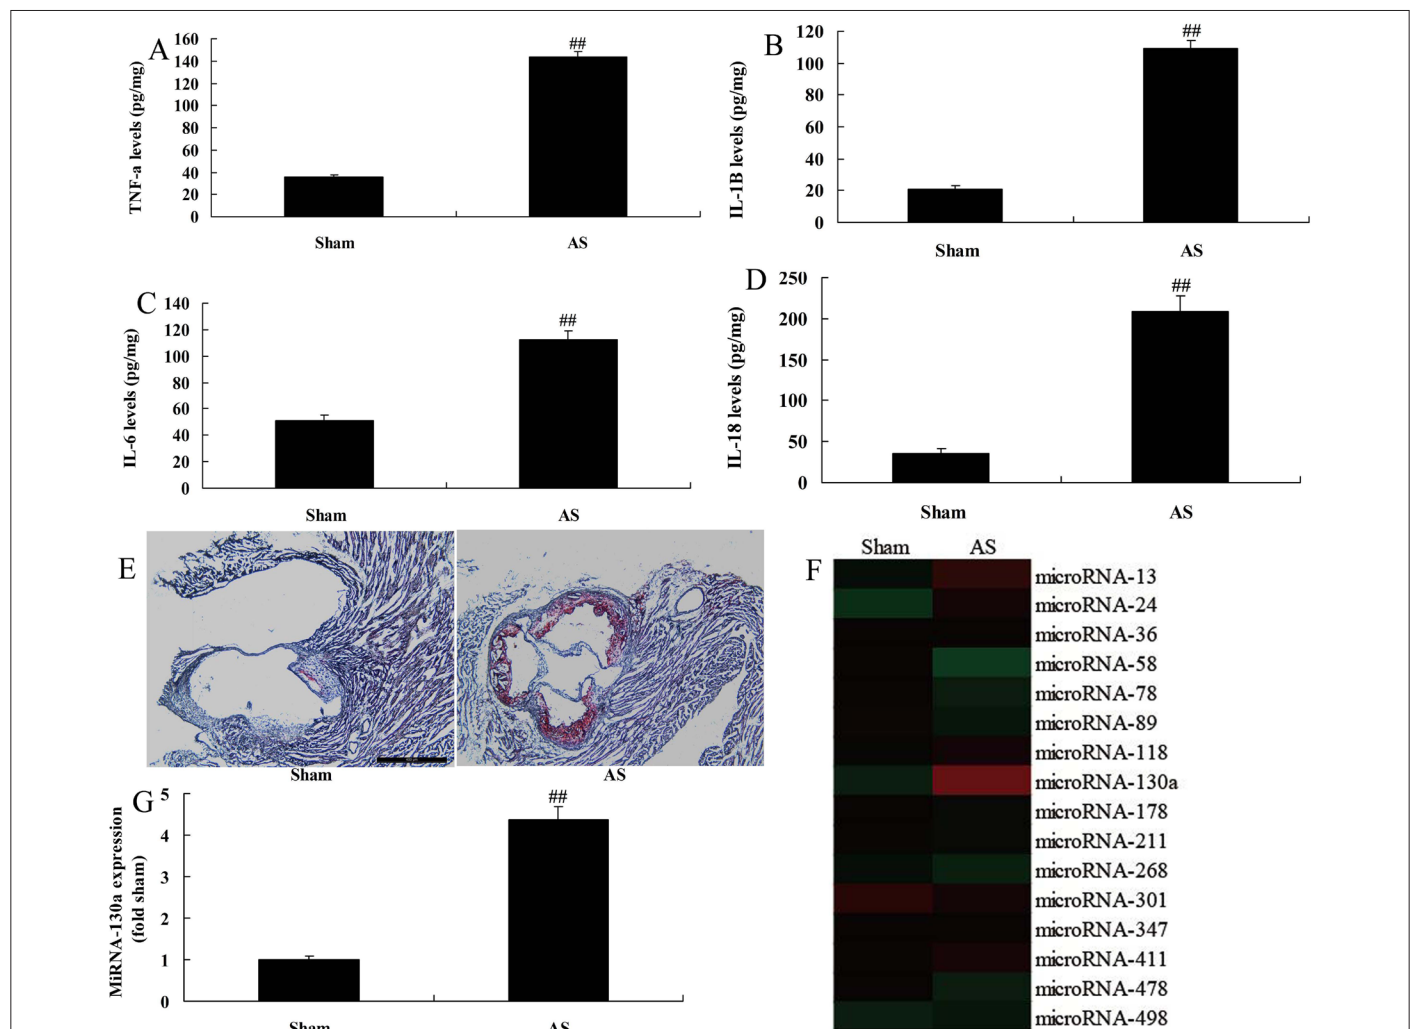 A
TNF-a levels (pg/mg)
160
140
120
100
80
60
40
20
0
##
Sham
AS
B
IL-1B levels (pg/mg)
120
100
80
60
40
20
0
##
Sham
AS
C
IL-6 levels (pg/mg)
140
120
100
80
60
40
20
0
##
Sham
AS
D
IL-18 levels (pg/mg)
250
200
150
100
50
0
##
Sham
AS
E
Sham
AS
F
Sham AS
microRNA-13
microRNA-24
microRNA-36
microRNA-58
microRNA-78
microRNA-89
microRNA-118
microRNA-130a
microRNA-178
microRNA-211
microRNA-268
microRNA-301
microRNA-347
microRNA-411
microRNA-478
microRNA-498
G
MiRNA-130a expression
(fold sham)
5
4
3
2
1
0
##
Sham
AS